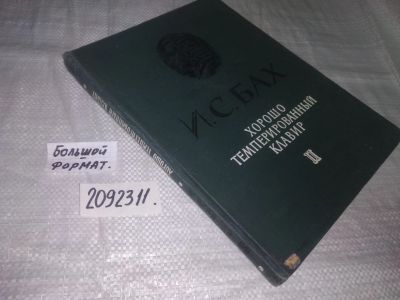 И.С.БАХ
ХОРОШО
ТЕМПЕРИРОВАННЫЙ
КЛАВИР
II
БОЛЬШОЙ
ФОРМАТ.
2092311.